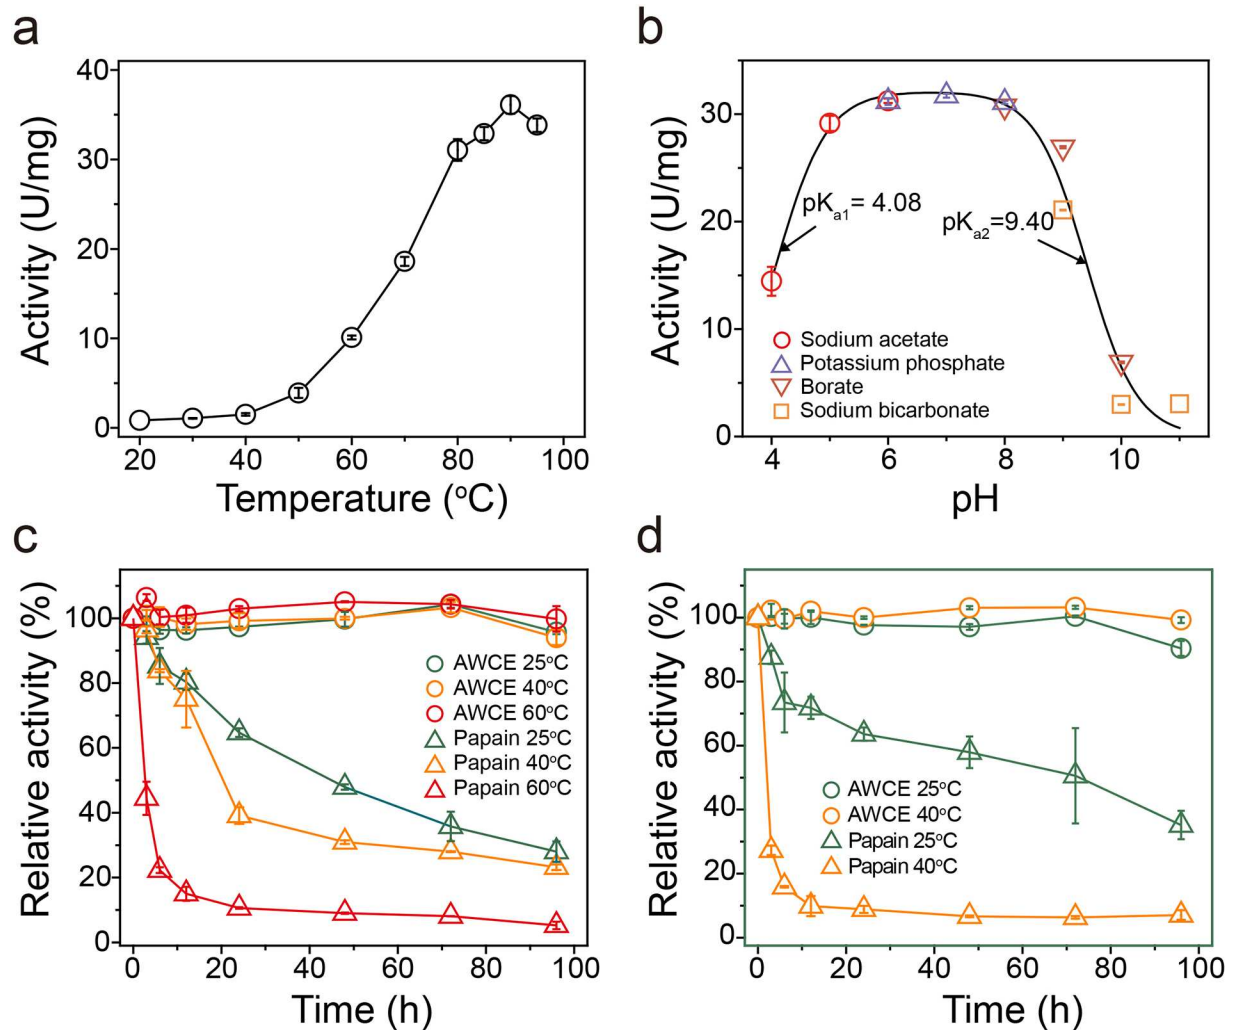 a
Activity (U/mg)
40
30
20
10
0
20 40 60 80 100
Temperature (°C)
b
Activity (U/mg)
30
20
10
0
pKa1= 4.08
pKa2=9.40
Sodium acetate
Potassium phosphate
Borate
Sodium bicarbonate
4 6 8 10
pH
c
Relative activity (%)
100
80
60
40
20
0
AWCE 25°C
AWCE 40°C
AWCE 60°C
Papain 25°C
Papain 40°C
Papain 60°C
0 20 40 60 80 100
Time (h)
d
Relative activity (%)
100
80
60
40
20
0
AWCE 25°C
AWCE 40°C
Papain 25°C
Papain 40°C
0 20 40 60 80 100
Time (h)